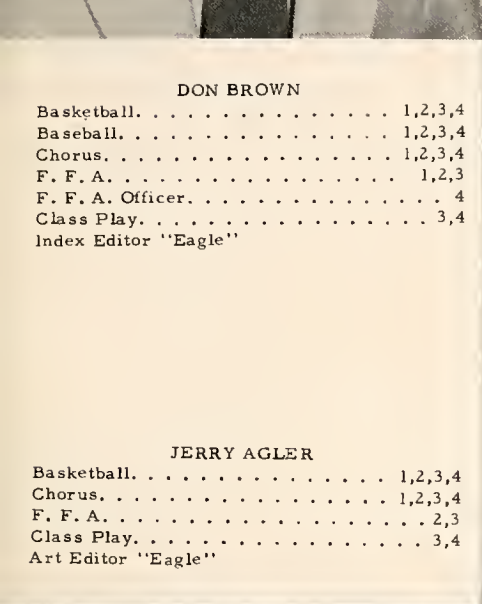 DON BROWN
Basketball. . . . . . . . . . . . . . . 1,2,3,4
Baseball. . . . . . . . . . . . . . . . 1,2,3,4
Chorus. . . . . . . . . . . . . . . . . 1,2,3,4
F. F. A. . . . . . . . . . . . . . . . 1,2,3
F. F. A. Officer. . . . . . . . . . . . . . . 4
Class Play. . . . . . . . . . . . . . . . . 3,4
Index Editor "Eagle"
JERRY AGLER
Basketball. . . . . . . . . . . . . . . 1,2,3,4
Chorus. . . . . . . . . . . . . . . . . 1,2,3,4
F. F. A. . . . . . . . . . . . . . . . . . 2,3
Class Play. . . . . . . . . . . . . . . . . 3,4
Art Editor "Eagle"